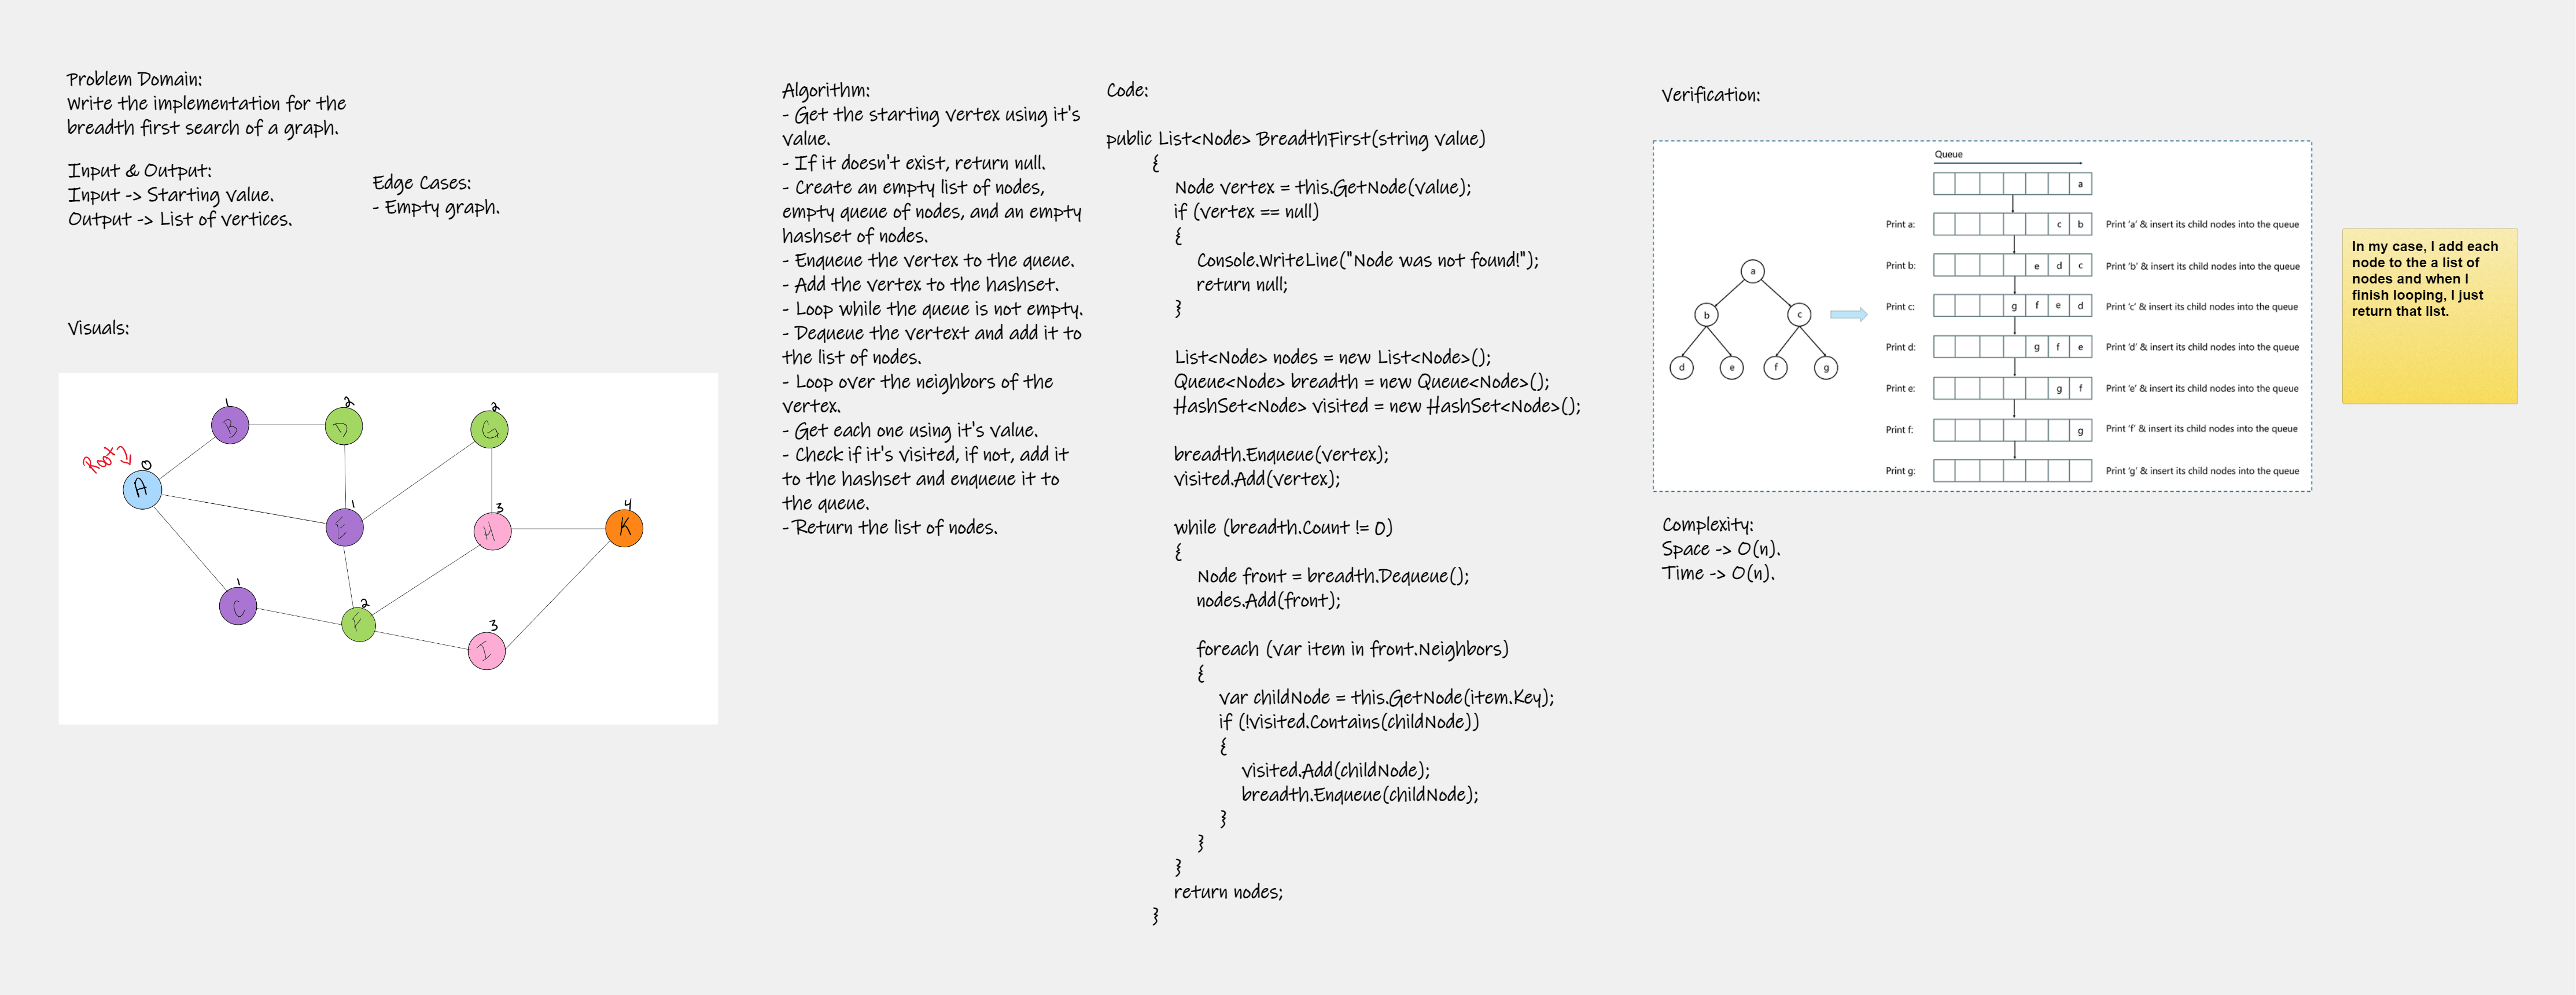 Problem Domain:
Write the implementation for the
breadth first search of a graph.
Input & Output:
Input -> Starting value.
Output -> List of vertices.
Edge Cases:
- Empty graph.
Visuals:
Root
0
A
1
B
2
D
2
G
1
E
3
H
4
K
1
C
2
F
3
I
Algorithm:
- Get the starting vertex using it's
value.
- If it doesn't exist, return null.
- Create an empty list of nodes,
empty queue of nodes, and an empty
hashset of nodes.
- Enqueue the vertex to the queue.
- Add the vertex to the hashset.
- Loop while the queue is not empty.
- Dequeue the vertext and add it to
the list of nodes.
- Loop over the neighbors of the
vertex.
- Get each one using it's value.
- Check if it's visited, if not, add it
to the hashset and enqueue it to
the queue.
- Return the list of nodes.
Code:
public List<Node> BreadthFirst(string value)
{
Node vertex = this.GetNode(value);
if (vertex == null)
{
Console.WriteLine("Node was not found!");
return null;
}
List<Node> nodes = new List<Node>();
Queue<Node> breadth = new Queue<Node>();
HashSet<Node> visited = new HashSet<Node>();
breadth.Enqueue(vertex);
visited.Add(vertex);
while (breadth.Count != 0)
{
Node front = breadth.Dequeue();
nodes.Add(front);
foreach (var item in front.Neighbors)
{
var childNode = this.GetNode(item.Key);
if (!visited.Contains(childNode))
{
visited.Add(childNode);
breadth.Enqueue(childNode);
}
}
}
return nodes;
}
Verification:
a
b c
d e f g
Queue
a
Print a: c b Print 'a' & insert its child nodes into the queue
Print b: e d c Print 'b' & insert its child nodes into the queue
Print c: g f e d Print 'c' & insert its child nodes into the queue
Print d: g f e Print 'd' & insert its child nodes into the queue
Print e: g f Print 'e' & insert its child nodes into the queue
Print f: g Print 'f' & insert its child nodes into the queue
Print g: Print 'g' & insert its child nodes into the queue
In my case, I add each
node to the a list of
nodes and when I
finish looping, I just
return that list.
Complexity:
Space -> O(n).
Time -> O(n).